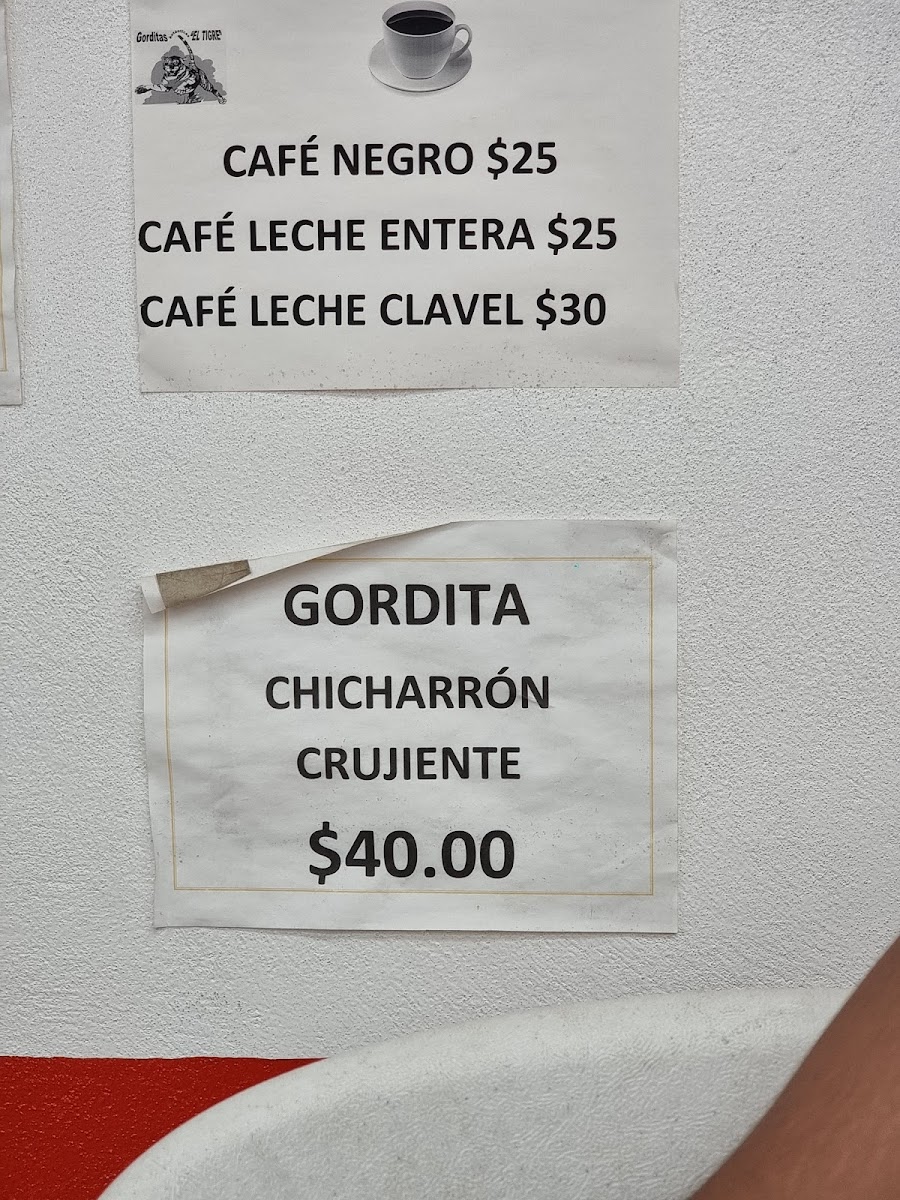 Gorditas "EL TIGRE"
CAFÉ NEGRO $25
CAFÉ LECHE ENTERA $25
CAFÉ LECHE CLAVEL $30
GORDITA
CHICHARRÓN
CRUJIENTE
$40.00